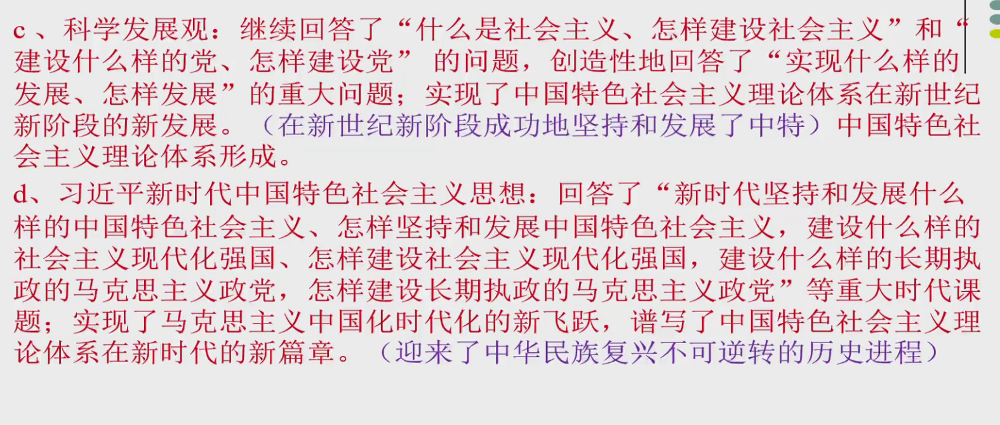 c 、科学发展观：继续回答了“什么是社会主义、怎样建设社会主义”和“
建设什么样的党、怎样建设党” 的问题，创造性地回答了“实现什么样的
发展、怎样发展”的重大问题；实现了中国特色社会主义理论体系在新世纪
新阶段的新发展。（在新世纪新阶段成功地坚持和发展了中特）中国特色社
会主义理论体系形成。
d、习近平新时代中国特色社会主义思想：回答了“新时代坚持和发展什么
样的中国特色社会主义、怎样坚持和发展中国特色社会主义，建设什么样的
社会主义现代化强国、怎样建设社会主义现代化强国，建设什么样的长期执
政的马克思主义政党，怎样建设长期执政的马克思主义政党”等重大时代课
题；实现了马克思主义中国化时代化的新飞跃，谱写了中国特色社会主义理
论体系在新时代的新篇章。（迎来了中华民族复兴不可逆转的历史进程）